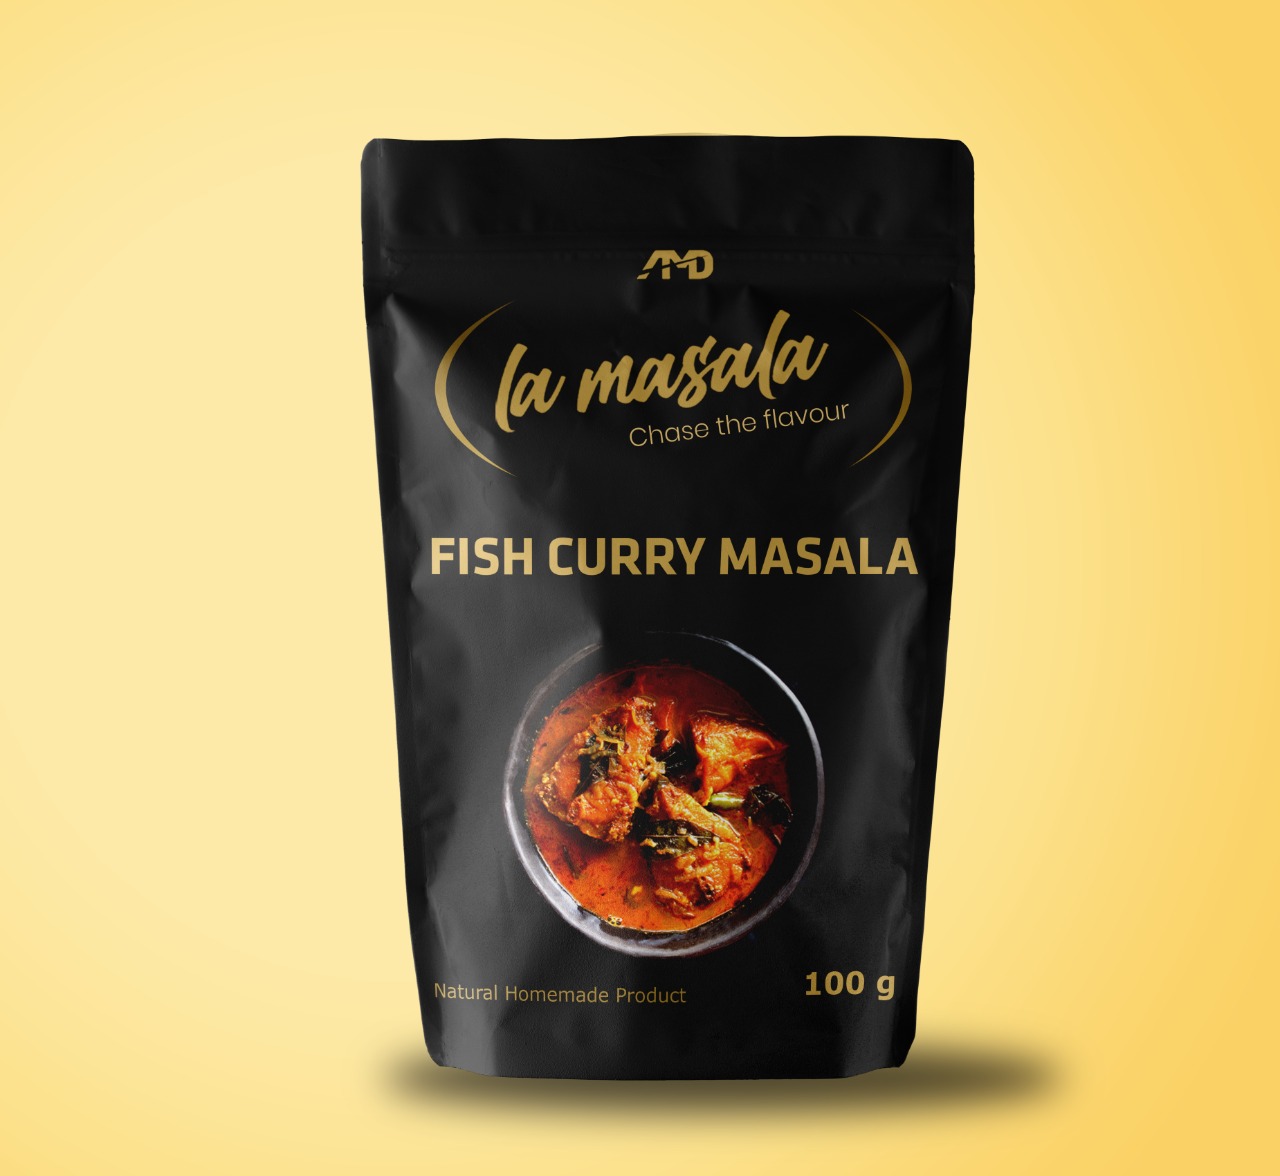 AMD
la masala
Chase the flavour
FISH CURRY MASALA
Natural Homemade Product
100 g